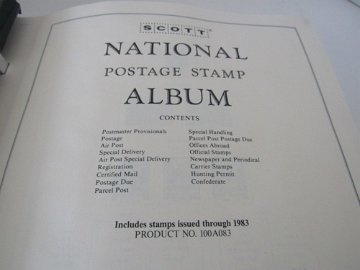 SCOTT
NATIONAL
POSTAGE STAMP
ALBUM
CONTENTS
Postmaster Provisionals
Postage
Air Post
Special Delivery
Air Post Special Delivery
Registration
Certified Mail
Postage Due
Parcel Post
Special Handling
Parcel Post Postage Due
Offices Abroad
Official Stamps
Newspaper and Periodical
Carrier Stamps
Hunting Permit
Confederate
Includes stamps issued through 1983
PRODUCT NO. 100A083